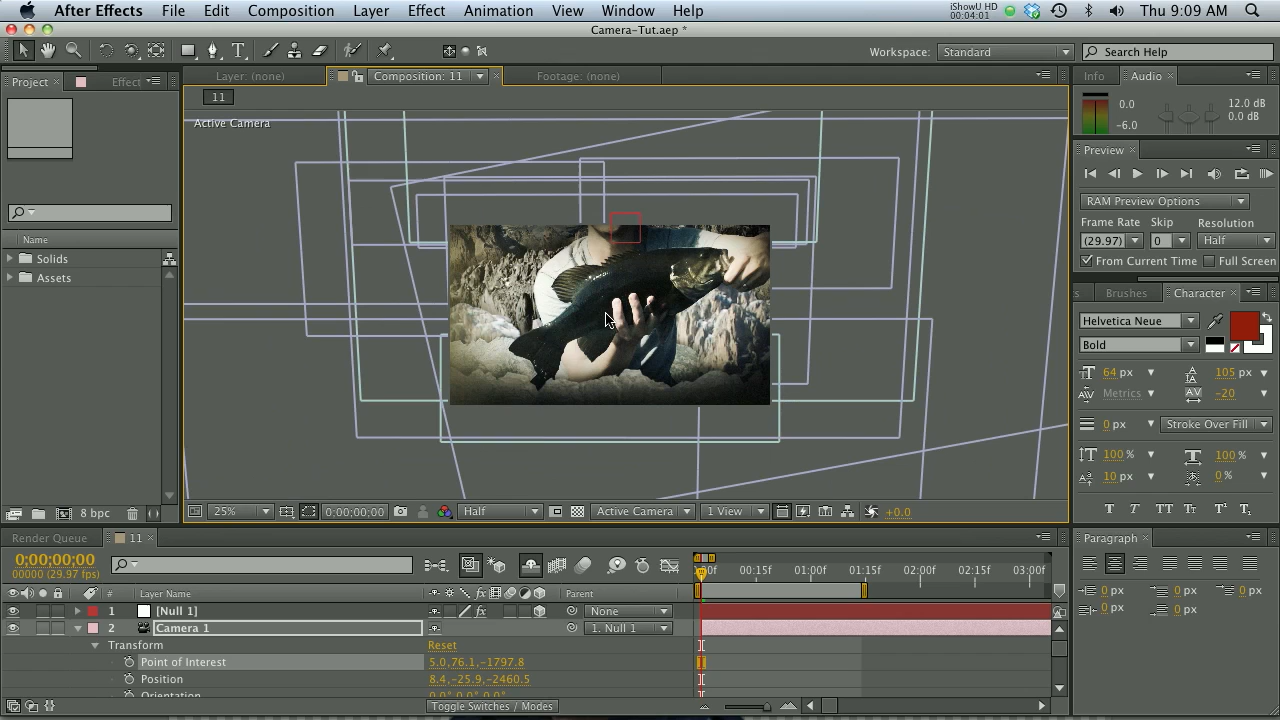 After Effects File Edit Composition Layer Effect Animation View Window Help
iShowU HD
00:04:01
Thu 9:09 AM
Camera-Tut.aep *
Workspace: Standard
Search Help
Project
Effect
Layer: (none)
Composition: 11
Footage: (none)
Info
Audio
11
Active Camera
0.0
-6.0
12.0 dB
0.0 dB
Preview
RAM Preview Options
Frame Rate Skip Resolution
(29.97) 0 Half
From Current Time Full Screen
Name
Solids
Assets
Brushes
Character
Helvetica Neue
Bold
64 px
105 px
Metrics
-20
0 px
Stroke Over Fill
100 %
100 %
10 px
0 %
8 bpc
25%
0;00;00;00
Half
Active Camera
1 View
+0.0
Render Queue
11
Paragraph
0;00;00;00
00000 (29.97 fps)
:00f 0:15f 01:00f 01:15f 02:00f 02:15f 03:00f
0 px
0 px
0 px
0 px
0 px
# Layer Name Parent
1 [Null 1] None
2 Camera 1 1. Null 1
Transform Reset
Point of Interest 5.0,76.1,-1797.8
Position 8.4,-25.9,-2460.5
Orientation 0.0°,0.0°,0.0°
Toggle Switches / Modes